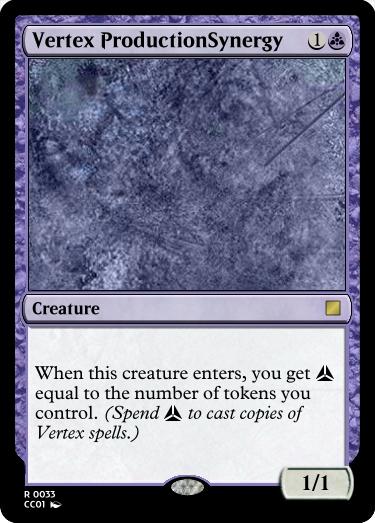 Vertex ProductionSynergy 1
Creature
When this creature enters, you get
equal to the number of tokens you
control. (Spend to cast copies of
Vertex spells.)
1/1
R 0033
CC01